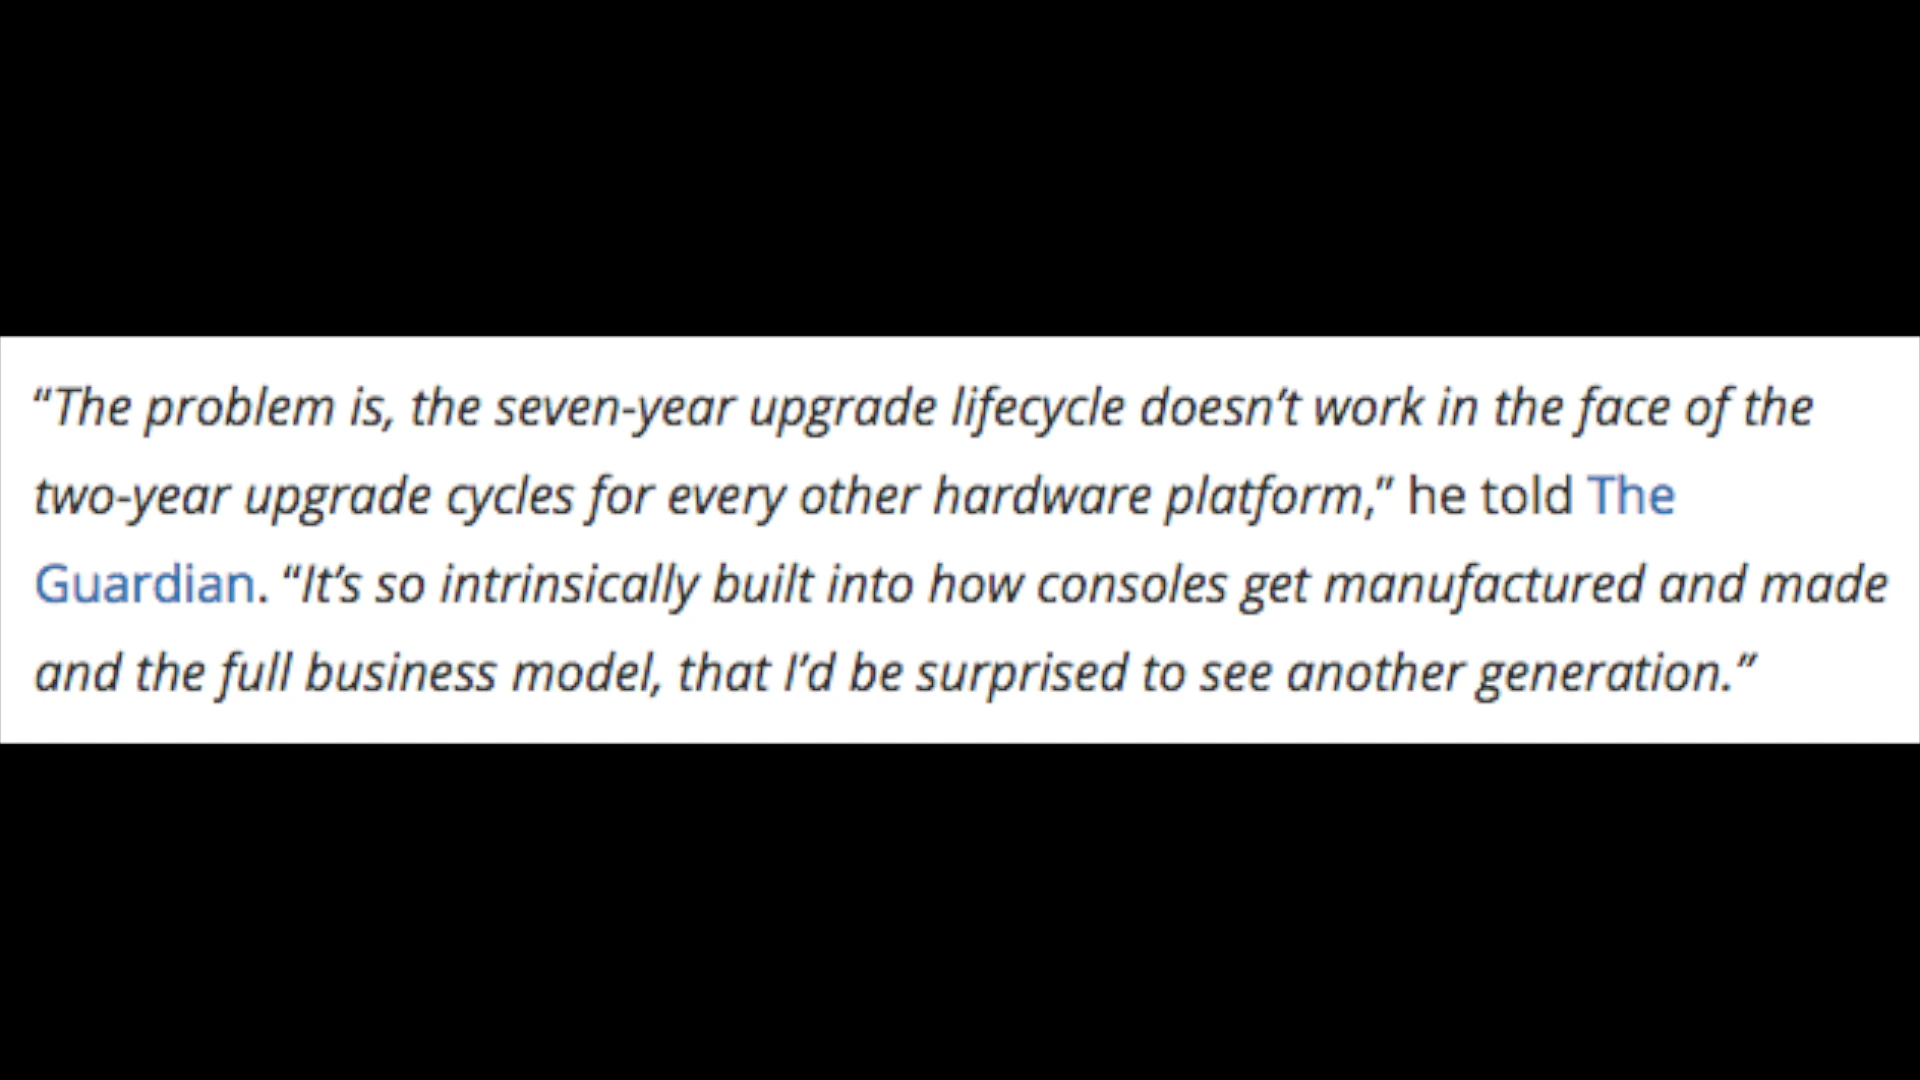 “The problem is, the seven-year upgrade lifecycle doesn’t work in the face of the
two-year upgrade cycles for every other hardware platform,” he told The
Guardian. “It’s so intrinsically built into how consoles get manufactured and made
and the full business model, that I’d be surprised to see another generation.”